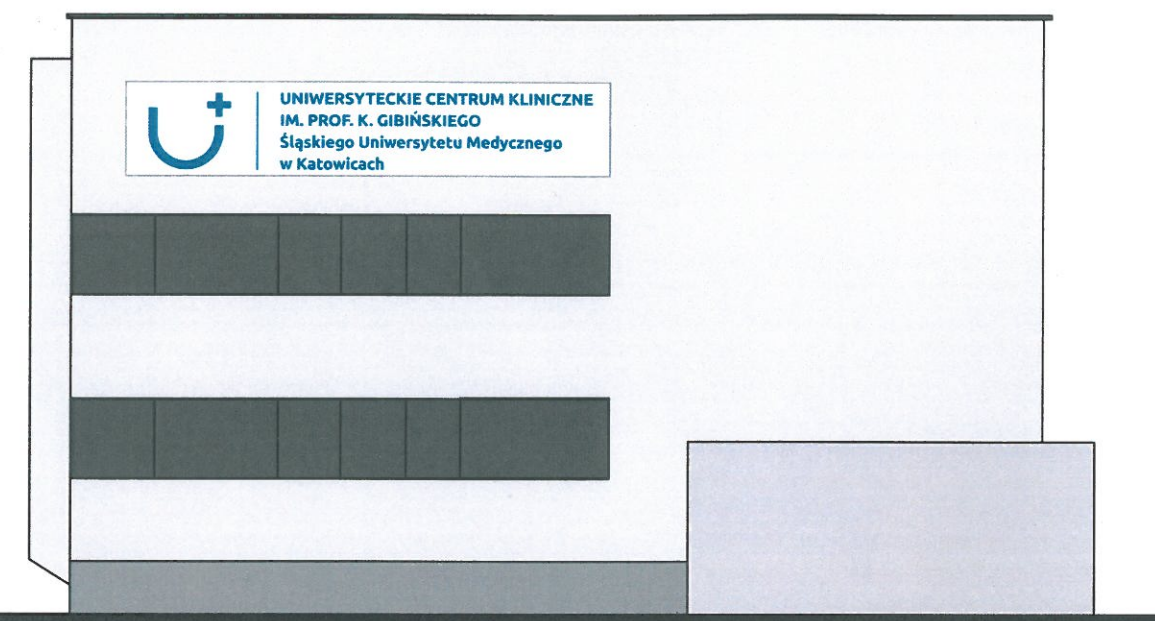 UNIWERSYTECKIE CENTRUM KLINICZNE
IM. PROF. K. GIBIŃSKIEGO
Śląskiego Uniwersytetu Medycznego
w Katowicach